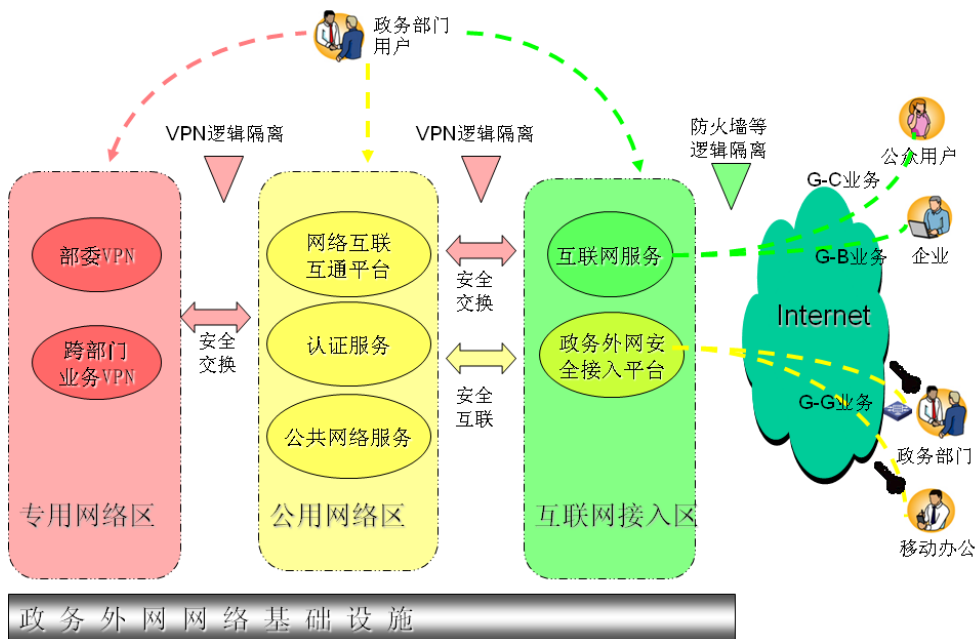 政务部门
用户
VPN逻辑隔离
VPN逻辑隔离
防火墙等
逻辑隔离
公众用户
G-C业务
部委VPN
网络互联
互通平台
互联网服务
G-B业务
企业
安全
交换
Internet
安全
交换
跨部门
业务VPN
认证服务
政务外网安
全接入平台
安全
互联
G-G业务
公共网络服务
政务部门
专用网络区
公用网络区
互联网接入区
移动办公
政务外网网络基础设施